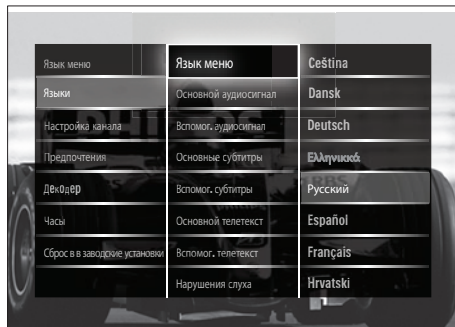 Язык меню
Языки
Настройка канала
Предпочтения
Декодер
Часы
Сброс в в заводские установки
Язык меню
Основной аудиосигнал
Вспомог. аудиосигнал
Основные субтитры
Вспомог. субтитры
Основной телетекст
Вспомог. телетекст
Нарушения слуха
Ceština
Dansk
Deutsch
Ελληνικά
Русский
Español
Français
Hrvatski